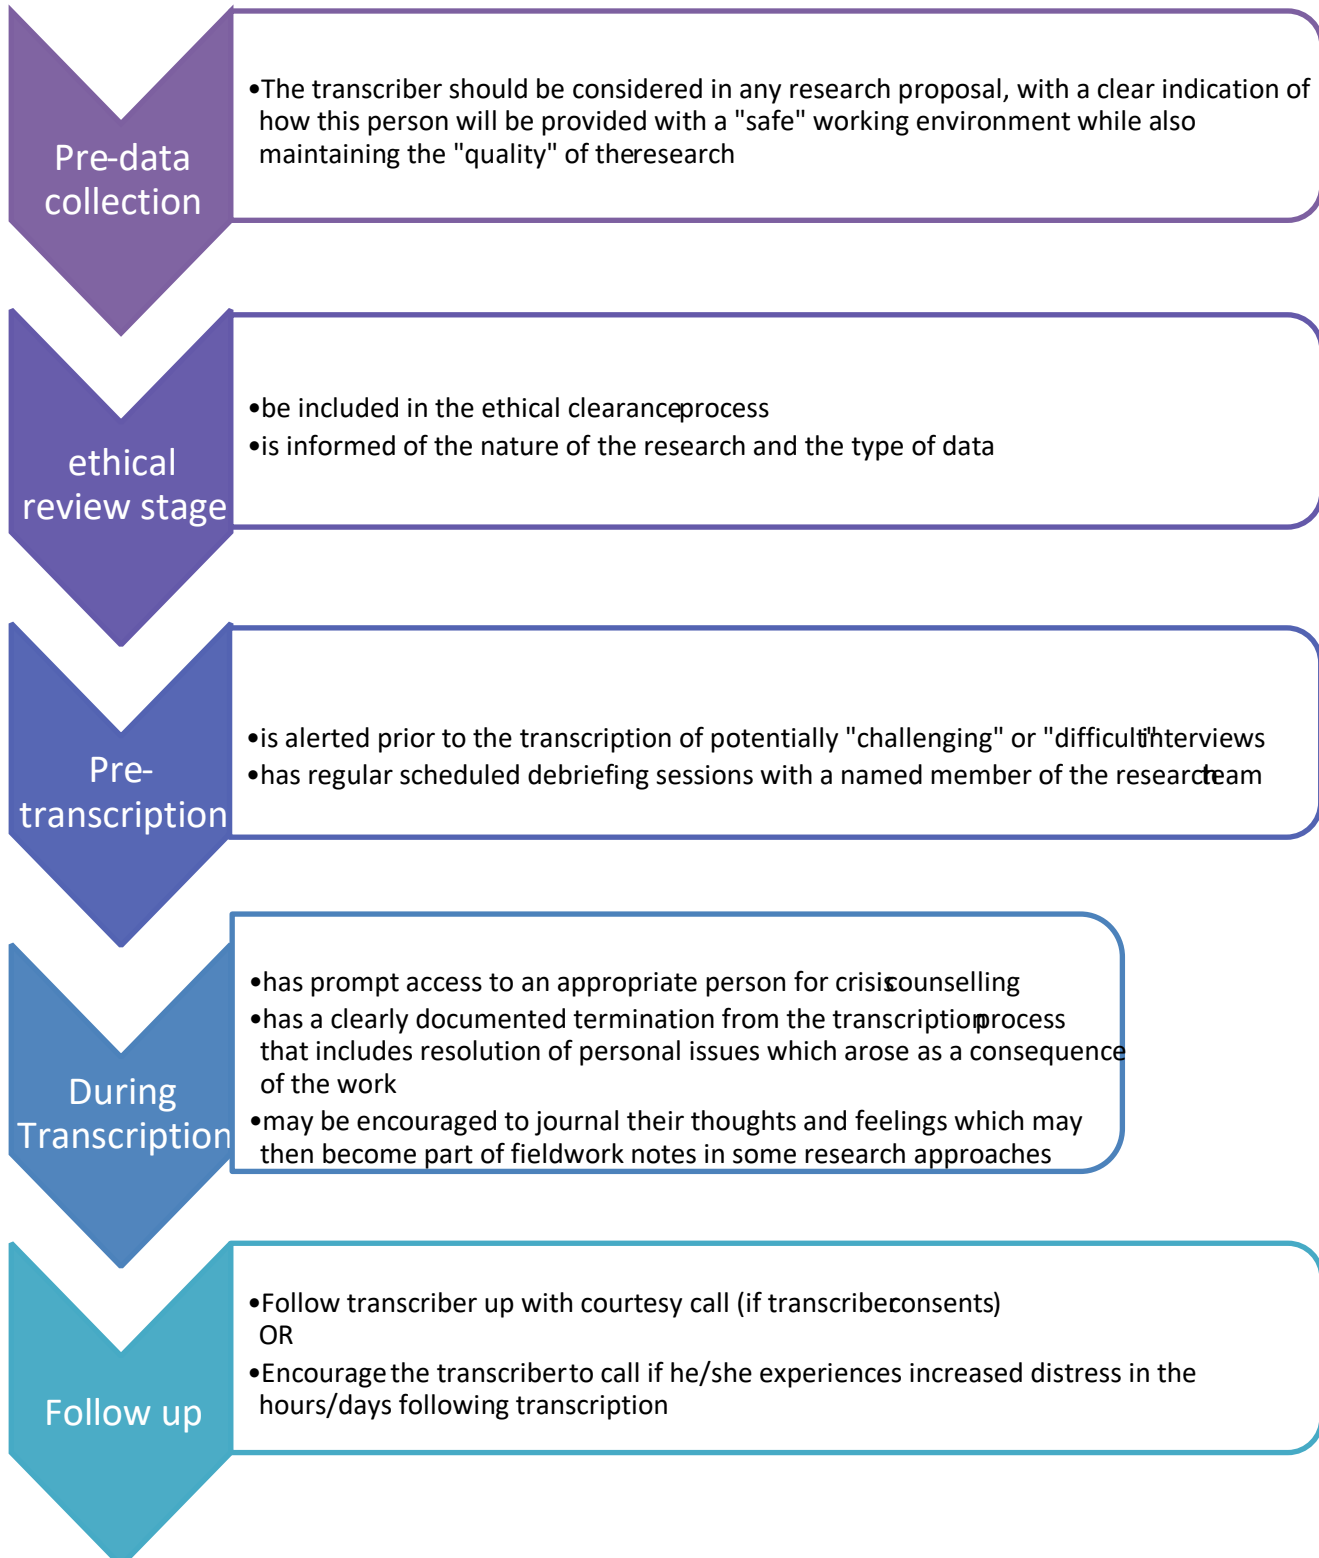 Pre-data
collection
•The transcriber should be considered in any research proposal, with a clear indication of
how this person will be provided with a "safe" working environment while also
maintaining the "quality" of theresearch
ethical
review stage
•be included in the ethical clearanceprocess
•is informed of the nature of the research and the type of data
Pre-
transcription
•is alerted prior to the transcription of potentially "challenging" or "difficult"interviews
•has regular scheduled debriefing sessions with a named member of the researchteam
During
Transcription
•has prompt access to an appropriate person for crisiscounselling
•has a clearly documented termination from the transcriptionprocess
that includes resolution of personal issues which arose as a consequence
of the work
•may be encouraged to journal their thoughts and feelings which may
then become part of fieldwork notes in some research approaches
Follow up
•Follow transcriber up with courtesy call (if transcriberconsents)
OR
•Encourage the transcriber to call if he/she experiences increased distress in the
hours/days following transcription